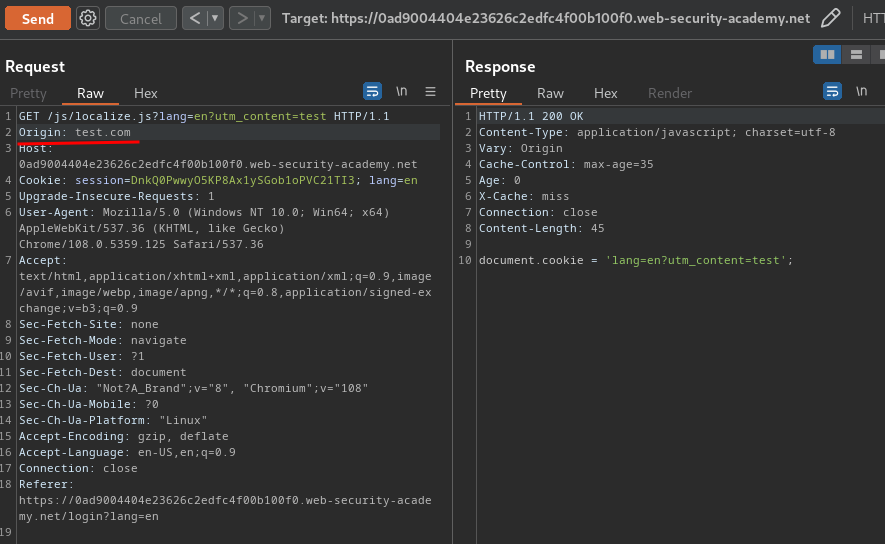 Send
Cancel
< ▾
> ▾
Target: https://0ad9004404e23626c2edfc4f00b100f0.web-security-academy.net
HTT
Request
Pretty Raw Hex
\n
1 GET /js/localize.js?lang=en?utm_content=test HTTP/1.1
2 Origin: test.com
3 Host:
0ad9004404e23626c2edfc4f00b100f0.web-security-academy.net
4 Cookie: session=DnkQ0PwwyO5KP8Ax1ySGob1oPVC21TI3; lang=en
5 Upgrade-Insecure-Requests: 1
6 User-Agent: Mozilla/5.0 (Windows NT 10.0; Win64; x64)
AppleWebKit/537.36 (KHTML, like Gecko)
Chrome/108.0.5359.125 Safari/537.36
7 Accept:
text/html,application/xhtml+xml,application/xml;q=0.9,image
/avif,image/webp,image/apng,*/*;q=0.8,application/signed-ex
change;v=b3;q=0.9
8 Sec-Fetch-Site: none
9 Sec-Fetch-Mode: navigate
10 Sec-Fetch-User: ?1
11 Sec-Fetch-Dest: document
12 Sec-Ch-Ua: "Not?A_Brand";v="8", "Chromium";v="108"
13 Sec-Ch-Ua-Mobile: ?0
14 Sec-Ch-Ua-Platform: "Linux"
15 Accept-Encoding: gzip, deflate
16 Accept-Language: en-US,en;q=0.9
17 Connection: close
18 Referer:
https://0ad9004404e23626c2edfc4f00b100f0.web-security-acade
my.net/login?lang=en
19
Response
Pretty Raw Hex Render
\n
1 HTTP/1.1 200 OK
2 Content-Type: application/javascript; charset=utf-8
3 Vary: Origin
4 Cache-Control: max-age=35
5 Age: 0
6 X-Cache: miss
7 Connection: close
8 Content-Length: 45
9
10 document.cookie = 'lang=en?utm_content=test';